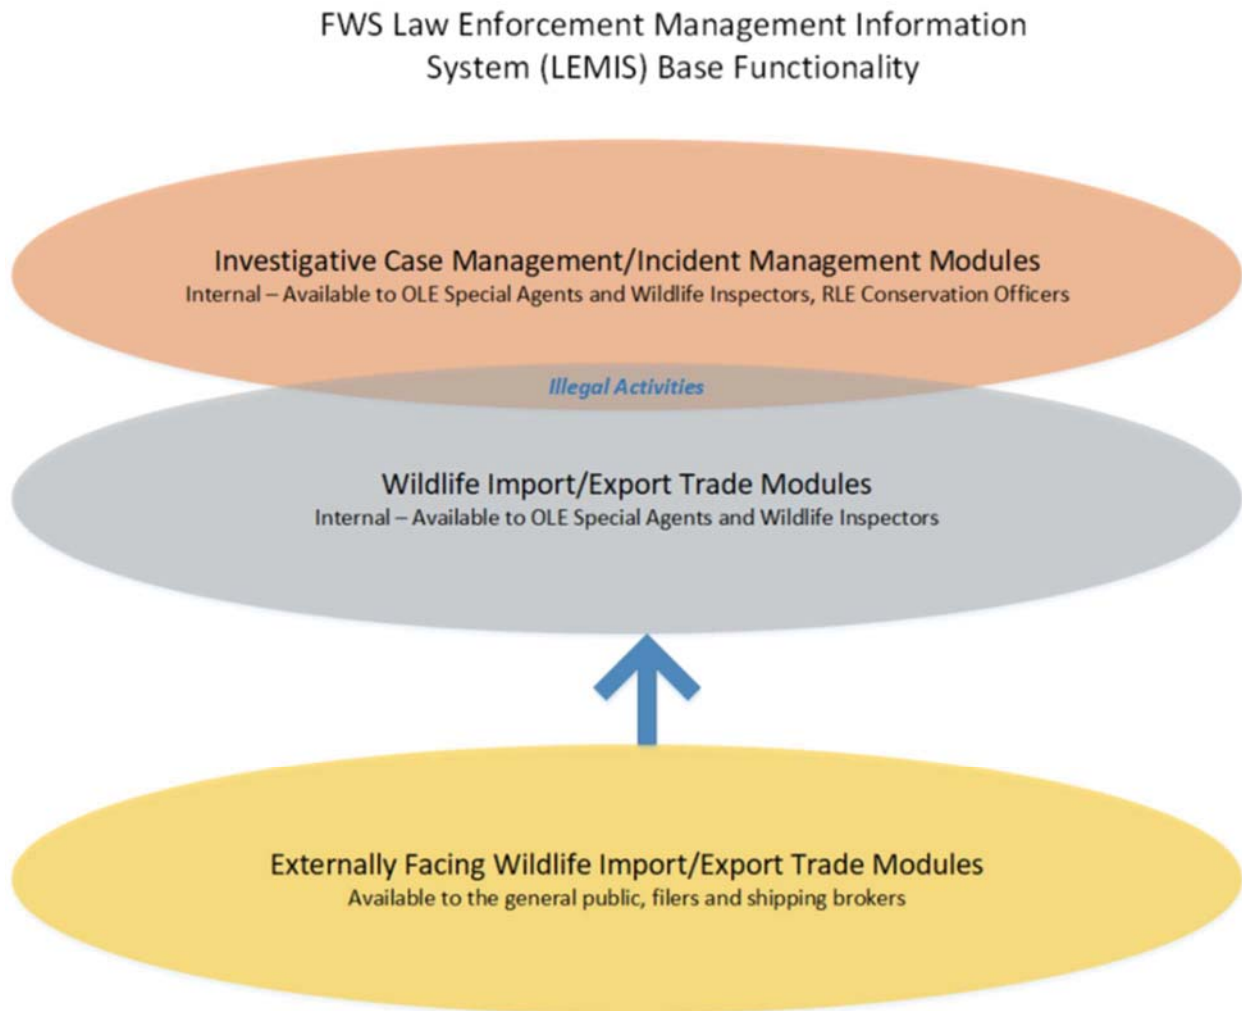 FWS Law Enforcement Management Information
System (LEMIS) Base Functionality
Investigative Case Management/Incident Management Modules
Internal – Available to OLE Special Agents and Wildlife Inspectors, RLE Conservation Officers
Illegal Activities
Wildlife Import/Export Trade Modules
Internal – Available to OLE Special Agents and Wildlife Inspectors
Externally Facing Wildlife Import/Export Trade Modules
Available to the general public, filers and shipping brokers